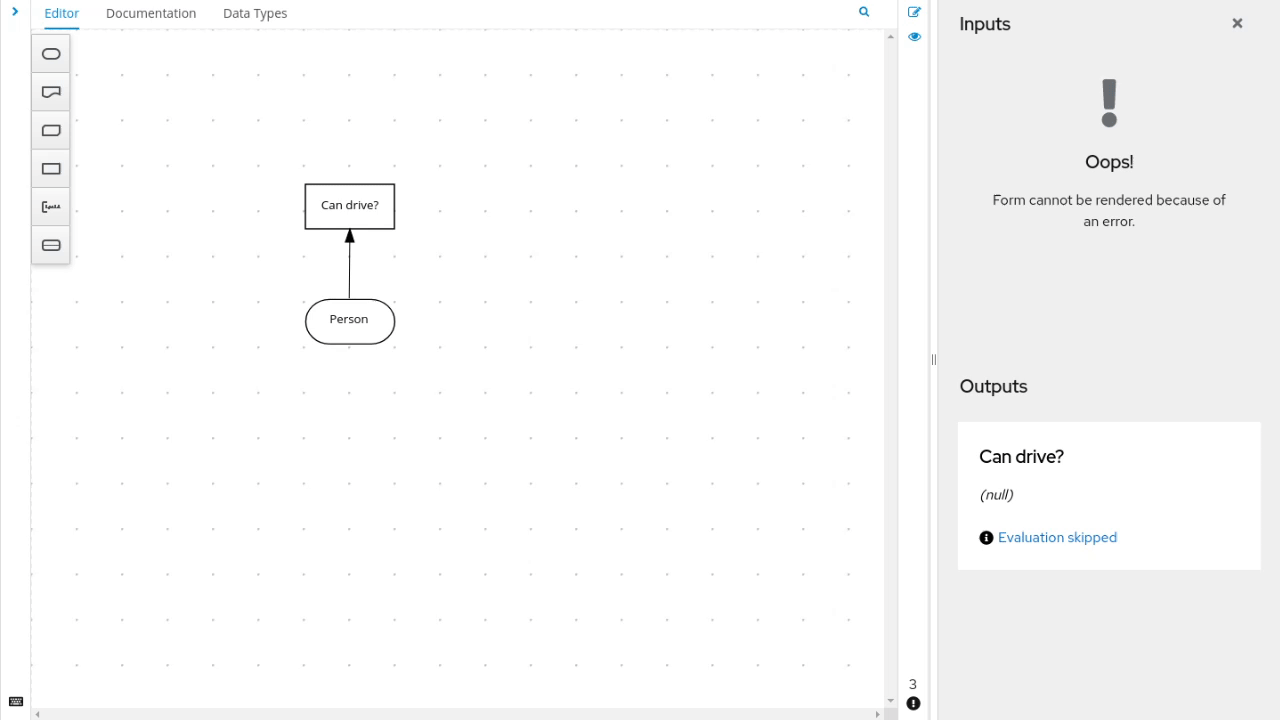 Editor
Documentation
Data Types
Can drive?
Person
3
Inputs
Oops!
Form cannot be rendered because of
an error.
Outputs
Can drive?
(null)
Evaluation skipped